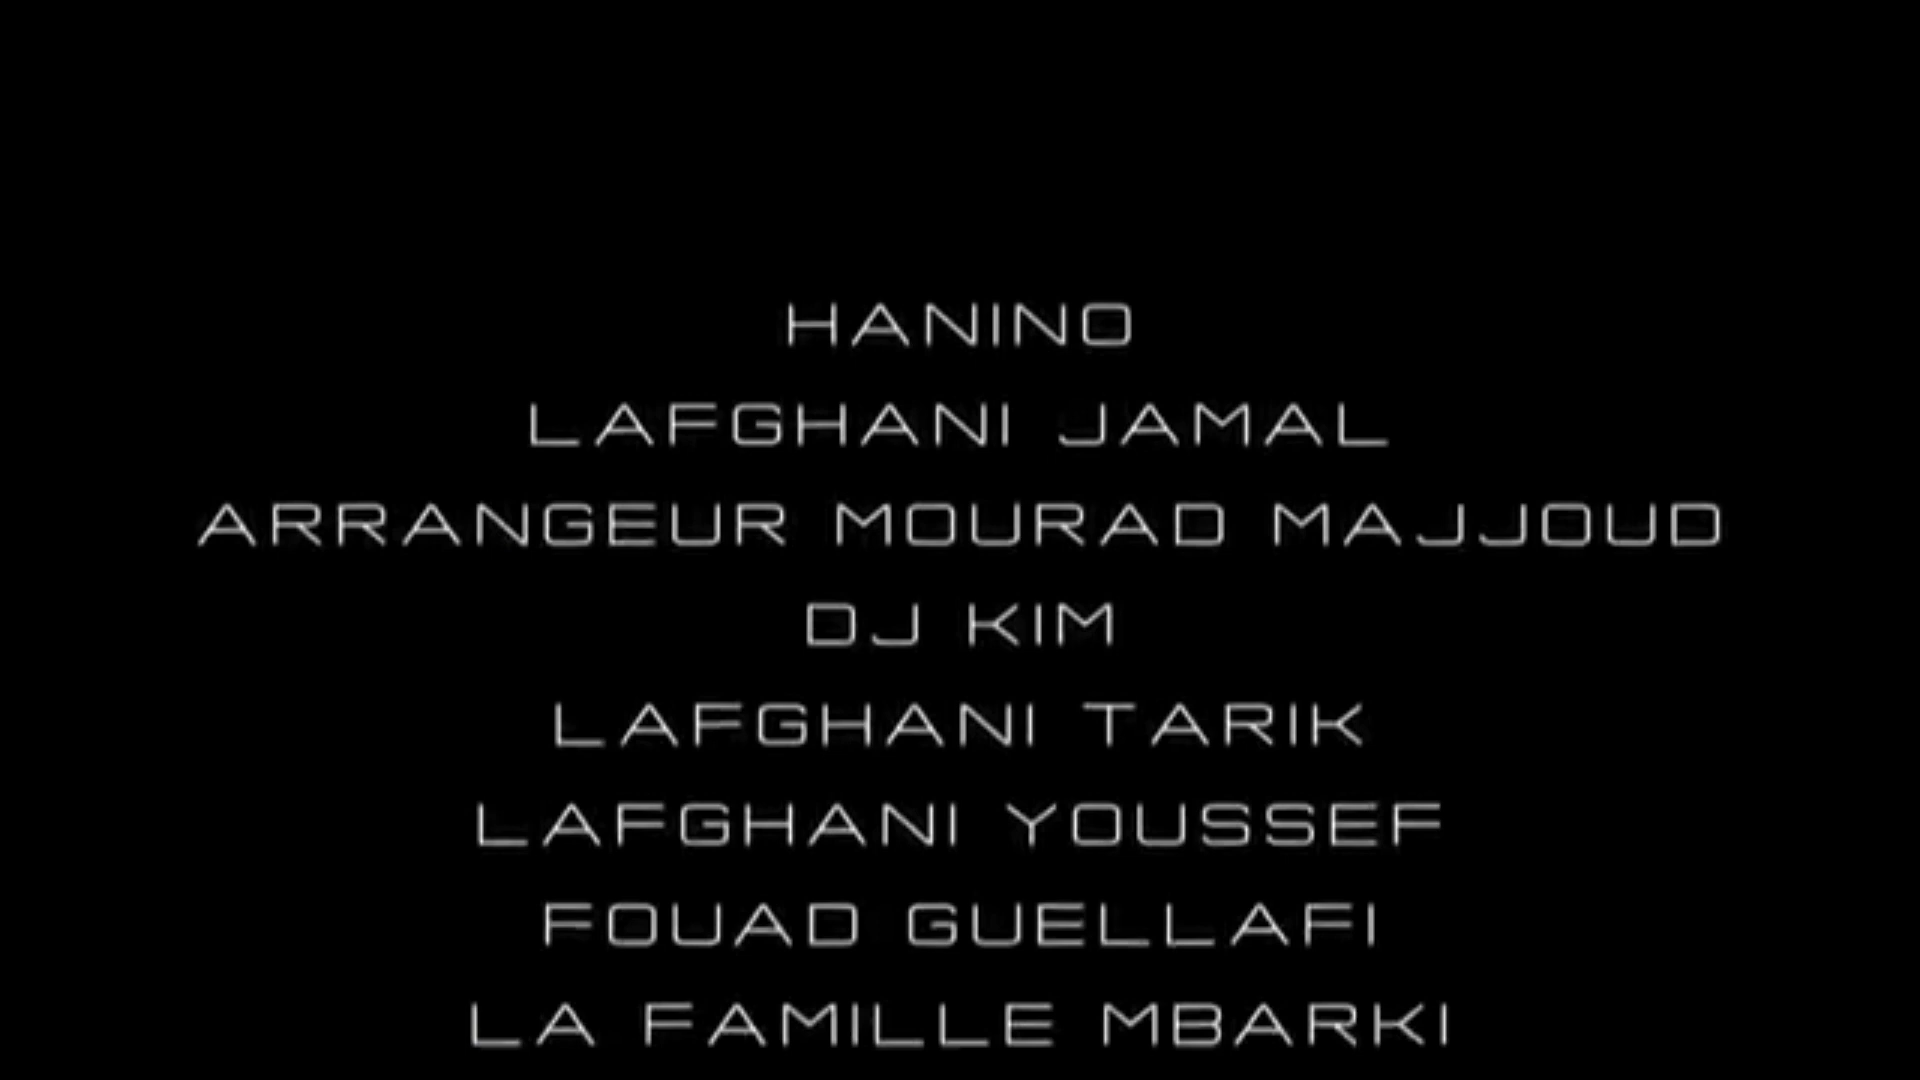 HANINO
LAFGHANI JAMAL
ARRANGEUR MOURAD MAJJOUD
DJ KIM
LAFGHANI TARIK
LAFGHANI YOUSSEF
FOUAD GUELLAFI
LA FAMILLE MBARKI